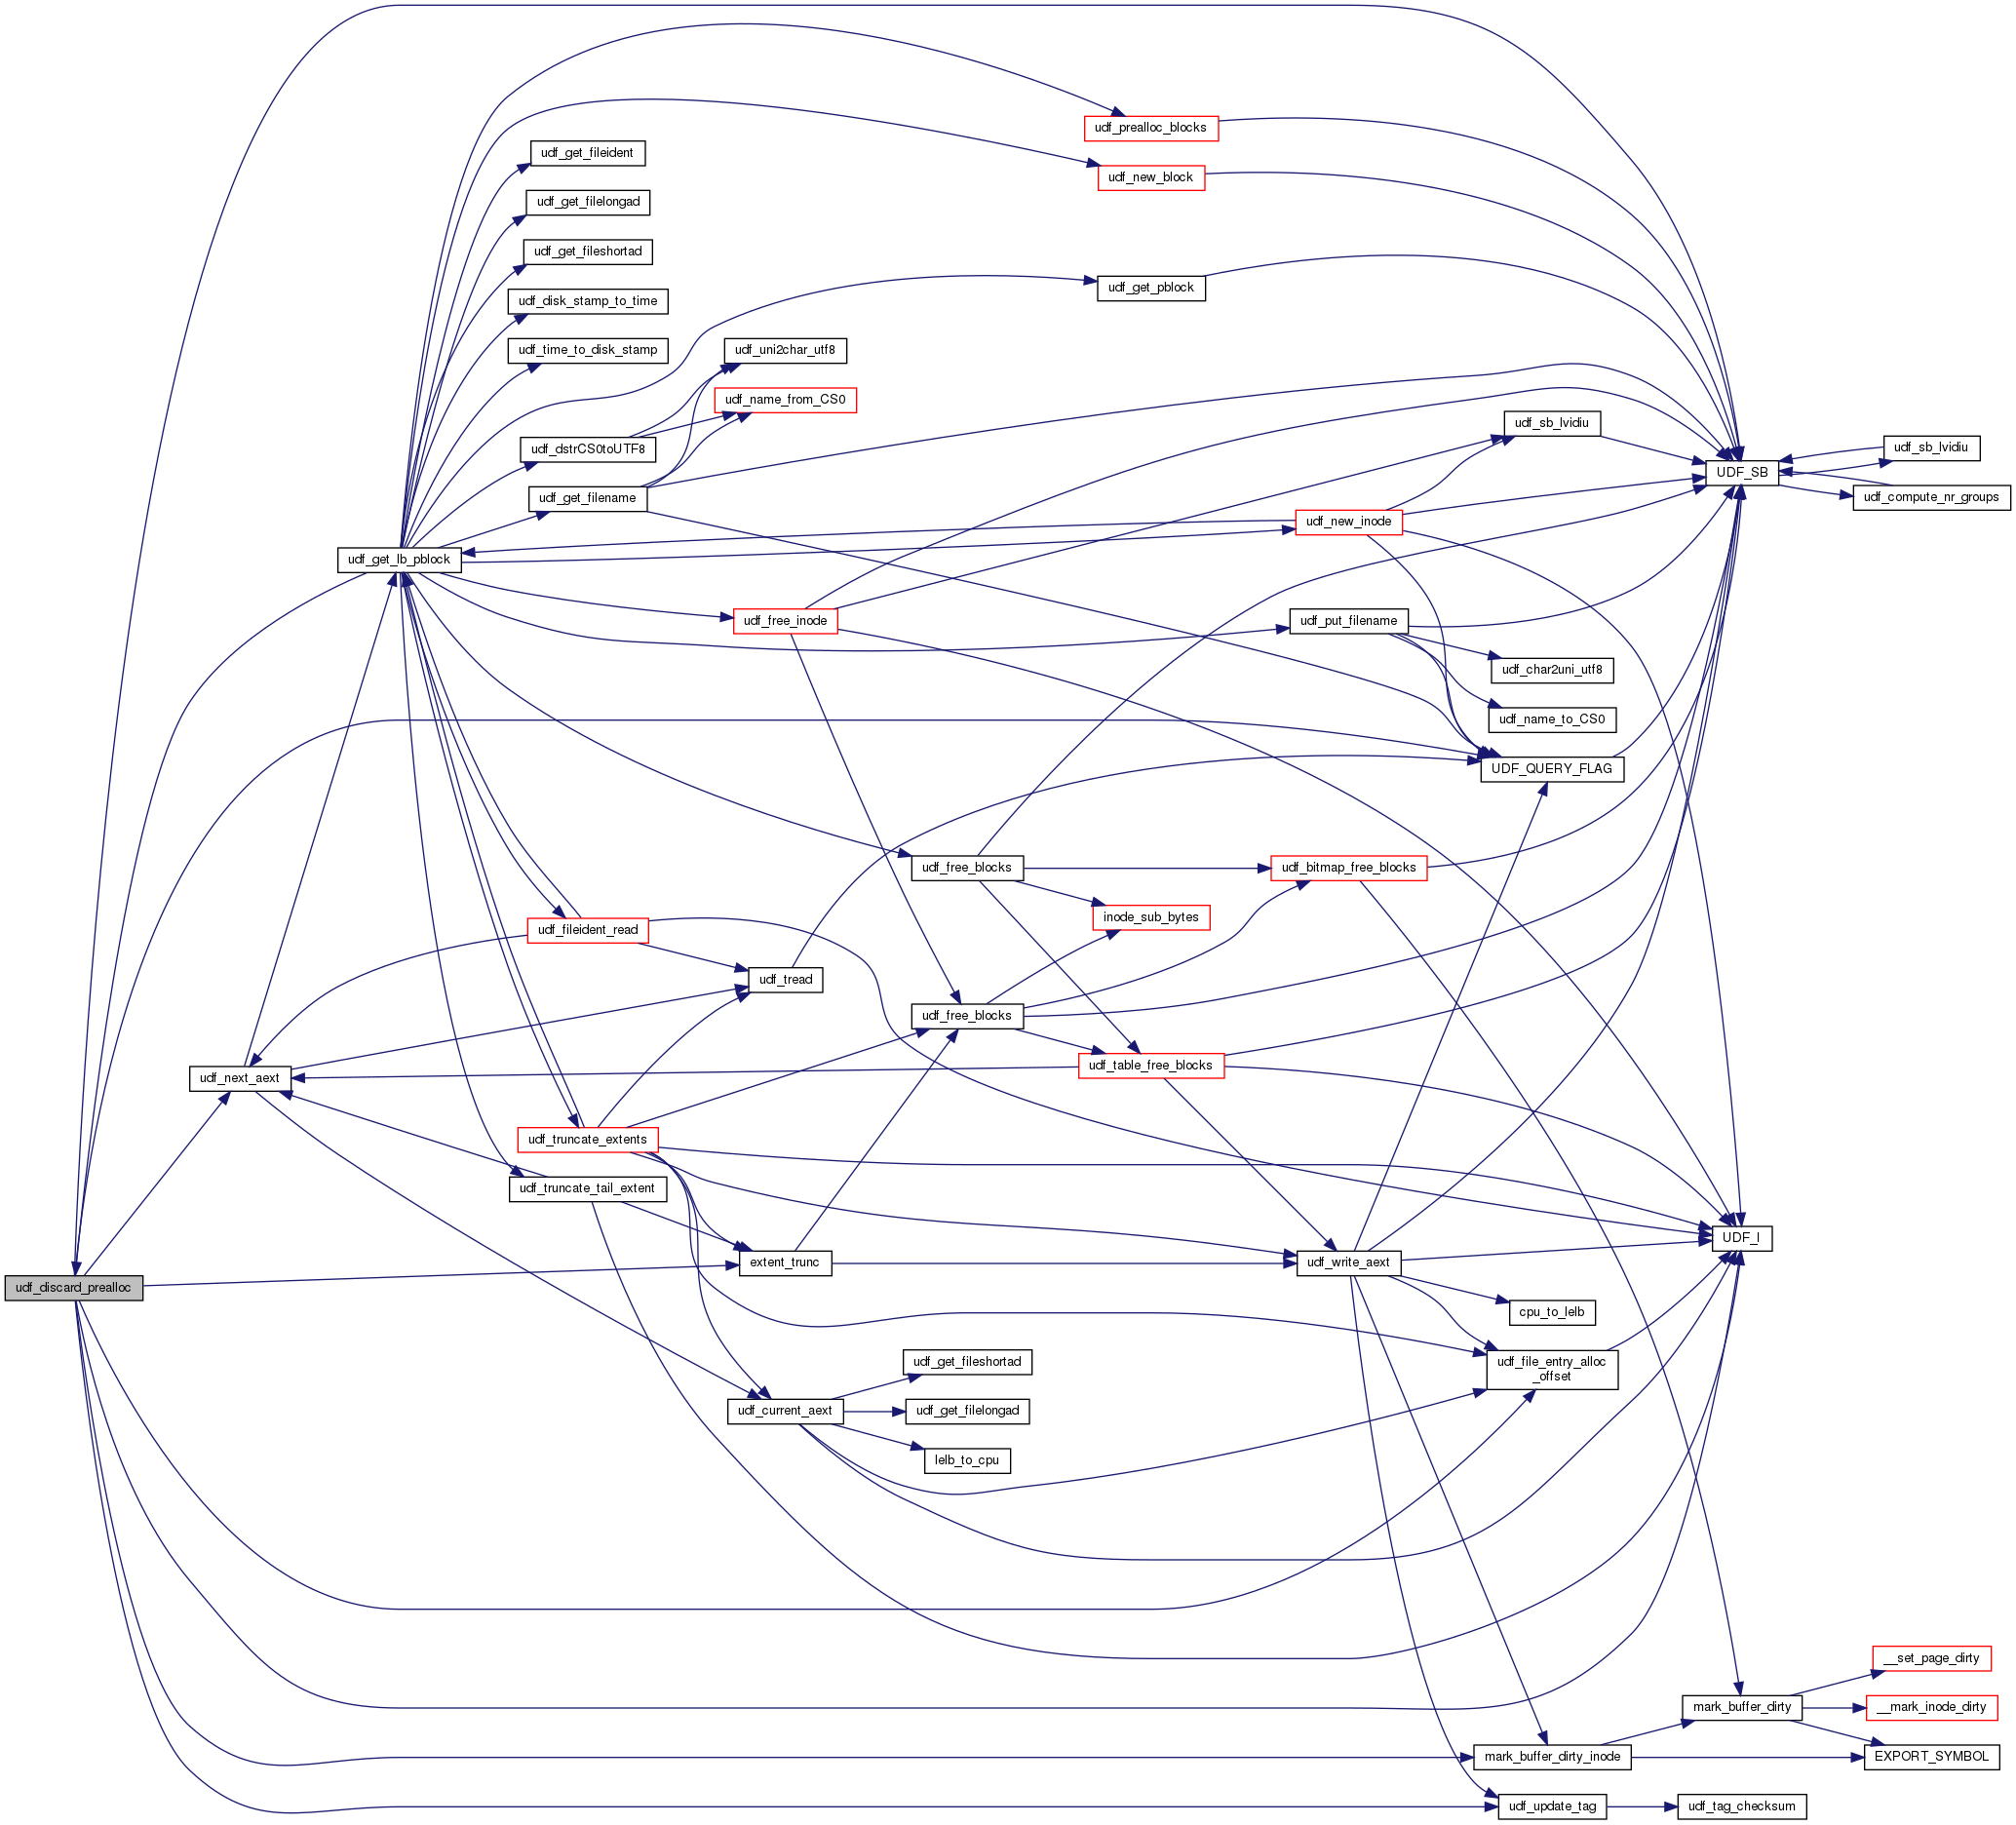 udf_prealloc_blocks
udf_get_fileident
udf_new_block
udf_get_filelongad
udf_get_fileshortad
udf_get_pblock
udf_disk_stamp_to_time
udf_time_to_disk_stamp
udf_uni2char_utf8
udf_name_from_CS0
udf_sb_lvidiu
udf_dstrCS0toUTF8
udf_sb_lvidiu
UDF_SB
udf_get_filename
udf_compute_nr_groups
udf_new_inode
udf_get_lb_pblock
udf_free_inode
udf_put_filename
udf_char2uni_utf8
udf_name_to_CS0
UDF_QUERY_FLAG
udf_free_blocks
udf_bitmap_free_blocks
inode_sub_bytes
udf_fileident_read
udf_tread
udf_free_blocks
udf_table_free_blocks
udf_next_aext
udf_truncate_extents
udf_truncate_tail_extent
UDF_I
extent_trunc
udf_write_aext
udf_discard_prealloc
cpu_to_lelb
udf_get_fileshortad
udf_file_entry_alloc
_offset
udf_current_aext
udf_get_filelongad
lelb_to_cpu
__set_page_dirty
mark_buffer_dirty
__mark_inode_dirty
mark_buffer_dirty_inode
EXPORT_SYMBOL
udf_update_tag
udf_tag_checksum